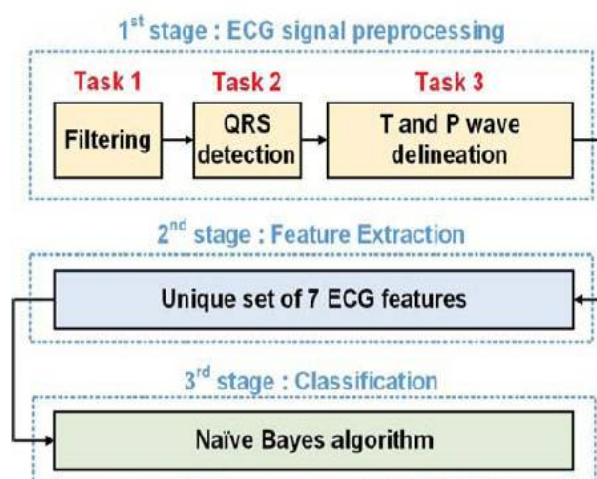 1st stage : ECG signal preprocessing
Task 1 Task 2 Task 3
Filtering
QRS
detection
T and P wave
delineation
2nd stage : Feature Extraction
Unique set of 7 ECG features
3rd stage : Classification
Naïve Bayes algorithm